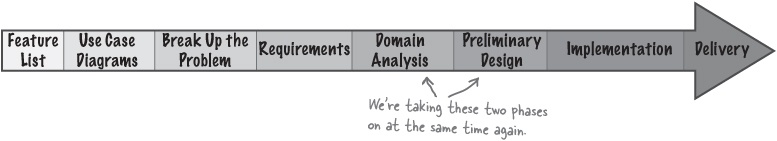 Feature List
Use Case Diagrams
Break Up the Problem
Requirements
Domain Analysis
Preliminary Design
Implementation
Delivery
We're taking these two phases
on at the same time again.